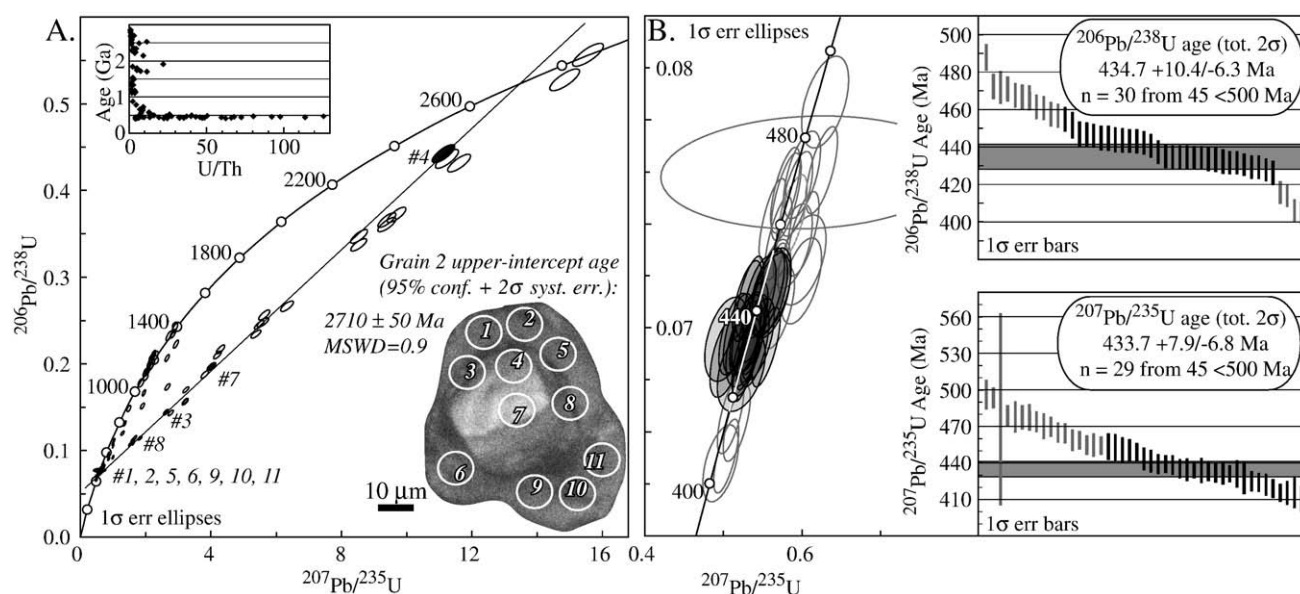 A.
Age (Ga)
2
1
0
0
50
100
U/Th
0.5
0.4
0.3
0.2
0.1
0.0
206Pb/238U
2600
2200
1800
1400
1000
#4
#7
#3
#8
#1, 2, 5, 6, 9, 10, 11
1σ err ellipses
Grain 2 upper-intercept age
(95% conf. + 2σ syst. err.):
2710 ± 50 Ma
MSWD=0.9
1
2
3
4
5
6
7
8
9
10
11
10 µm
0
4
8
12
16
207Pb/235U
B.
1σ err ellipses
0.08
0.07
480
440
400
0.4
0.6
207Pb/235U
206Pb/238U Age (Ma)
500
480
460
440
420
400
206Pb/238U age (tot. 2σ)
434.7 +10.4/-6.3 Ma
n = 30 from 45 <500 Ma
1σ err bars
207Pb/235U Age (Ma)
560
530
500
470
440
410
207Pb/235U age (tot. 2σ)
433.7 +7.9/-6.8 Ma
n = 29 from 45 <500 Ma
1σ err bars